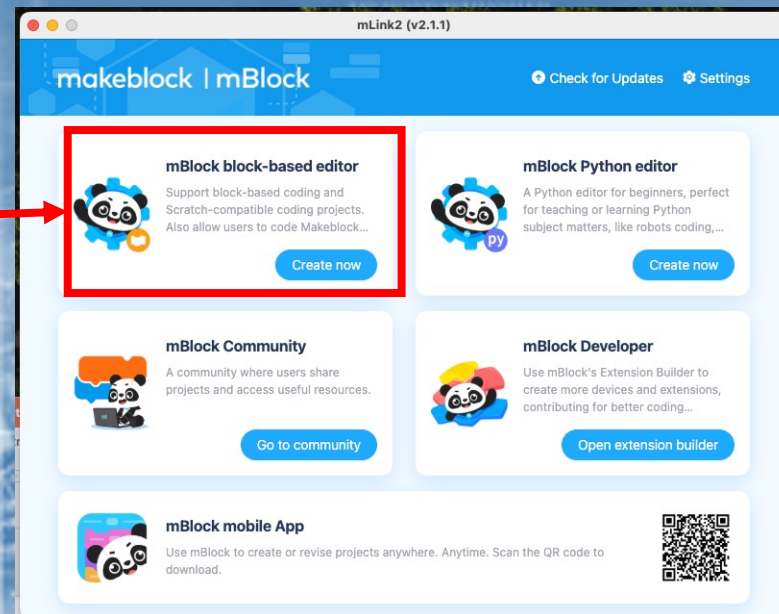 mLink2 (v2.1.1)
makeblock | mBlock
Check for Updates
Settings
mBlock block-based editor
Support block-based coding and
Scratch-compatible coding projects.
Also allow users to code Makeblock...
Create now
mBlock Python editor
A Python editor for beginners, perfect
for teaching or learning Python
subject matters, like robots coding,...
py
Create now
mBlock Community
A community where users share
projects and access useful resources.
Go to community
mBlock Developer
Use mBlock's Extension Builder to
create more devices and extensions,
contributing for better coding...
Open extension builder
mBlock mobile App
Use mBlock to create or revise projects anywhere. Anytime. Scan the QR code to
download.